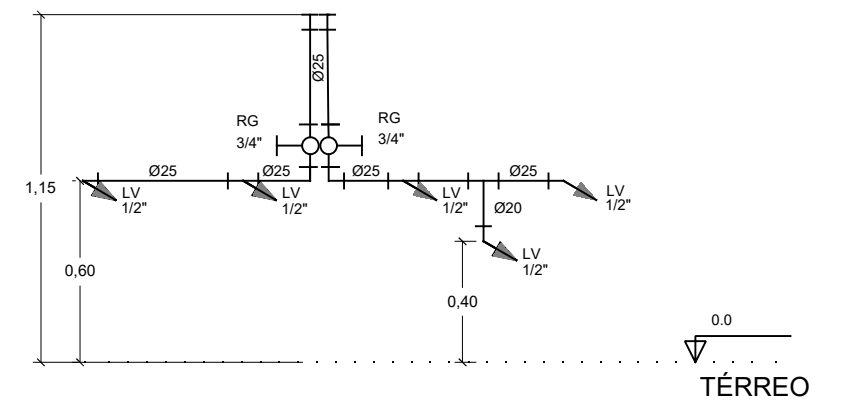 Ø25
RG
3/4"
RG
3/4"
Ø25
Ø25
Ø25
Ø25
1,15
LV
1/2"
LV
1/2"
LV
1/2"
LV
1/2"
Ø20
LV
1/2"
0,60
0,40
0.0
TÉRREO